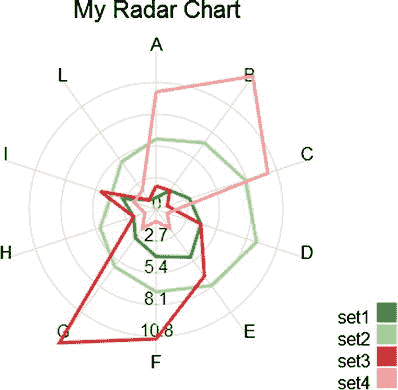 My Radar Chart
A
L
B
I
C
0
2.7
H
D
5.4
8.1
G
10.8
E
F
set1
set2
set3
set4